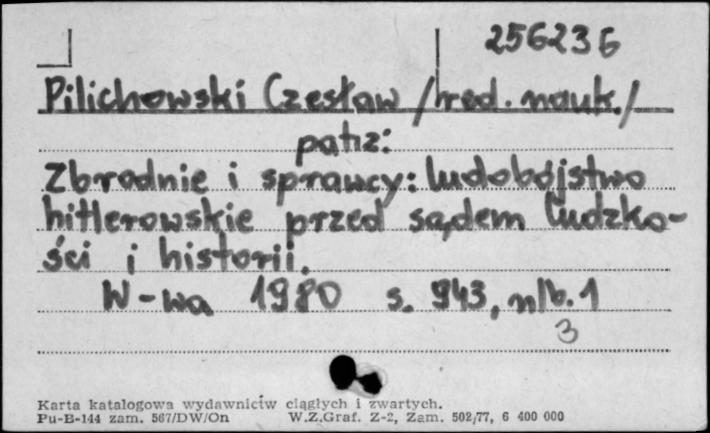 256236
Pilichowski Czesław /red. nauk./
patrz:
Zbrodnie i sprawcy: ludobójstwo
hitlerowskie przed sądem ludzko-
ści i historii.
W-wa 1980 s. 943, nlb. 1
3
Karta katalogowa wydawnictw ciągłych i zwartych.
Pu-B-144 zam. 567/DW/On W.Z.Graf. Z-2, Zam. 502/77, 6 400 000